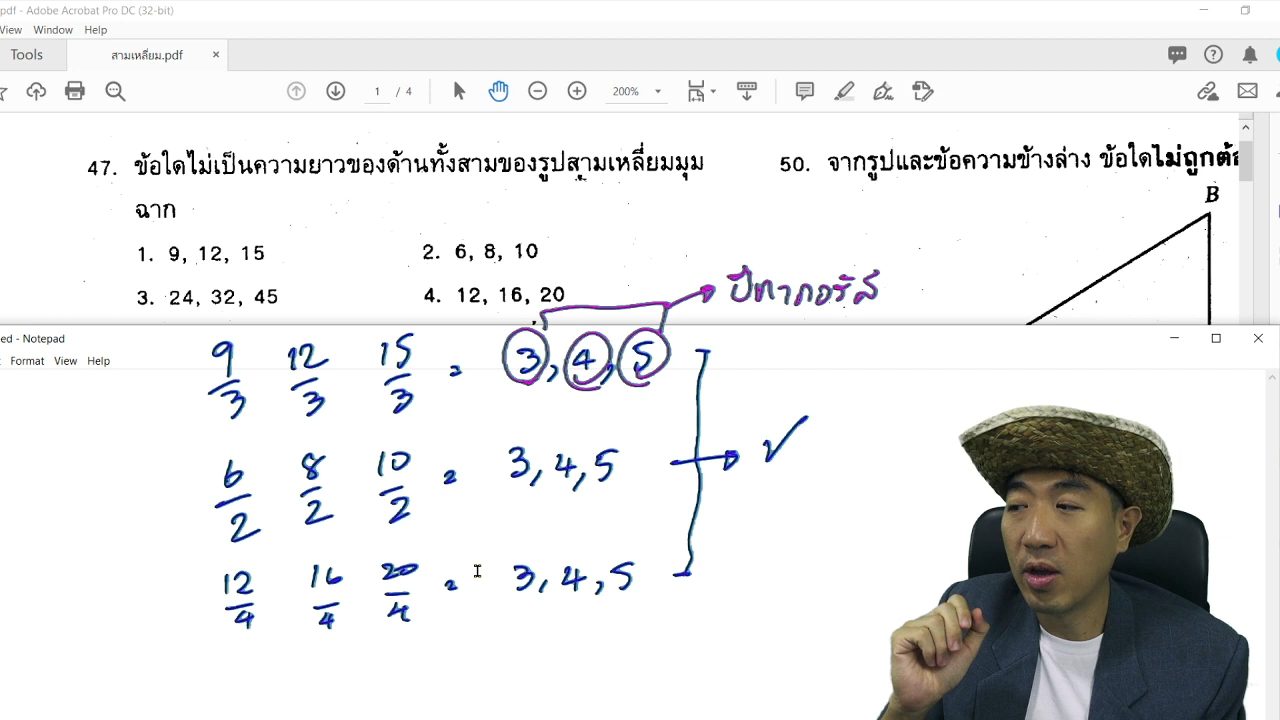 pdf - Adobe Acrobat Pro DC (32-bit)
View Window Help
Tools สามเหลี่ยม.pdf ×
1 / 4 200%
47. ข้อใดไม่เป็นความยาวของด้านทั้งสามของรูปสามเหลี่ยมมุม
ฉาก
1. 9, 12, 15 2. 6, 8, 10
3. 24, 32, 45 4. 12, 16, 20
ปีทาโกรัส
50. จากรูปและข้อความข้างล่าง ข้อใดไม่ถูกต้อ
B
ed - Notepad
Format View Help
9/3 12/3 15/3 = 3, 4, 5
6/2 8/2 10/2 = 3, 4, 5
12/4 16/4 20/4 = 3, 4, 5